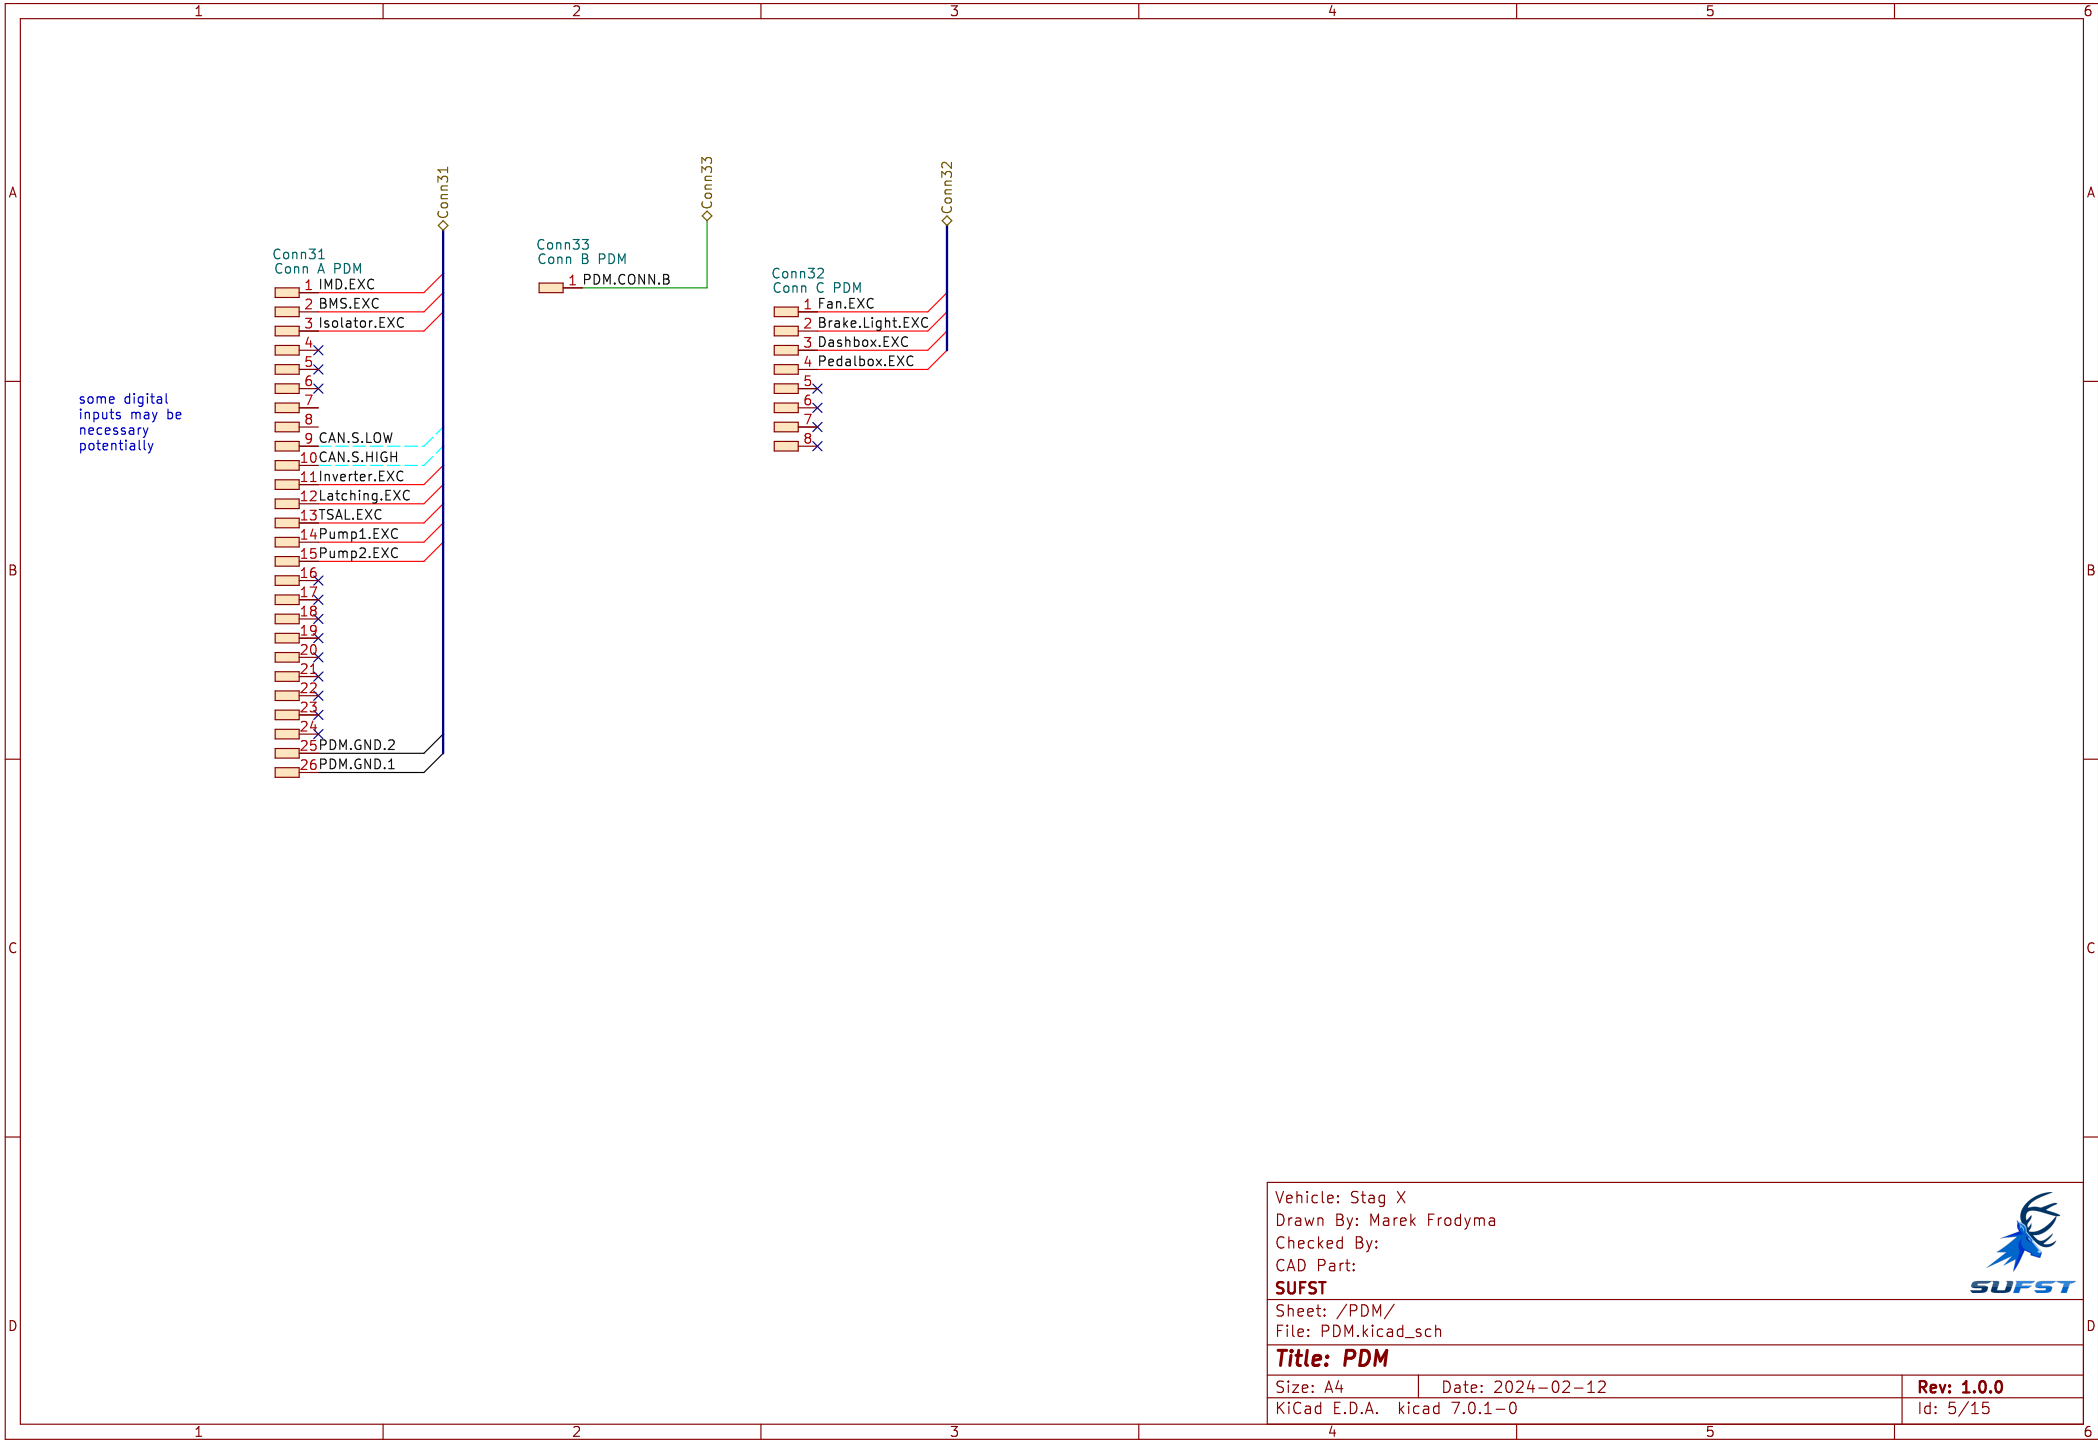 1 2 3 4 5 6
A A
Conn31
Conn33
Conn32
Conn31
Conn A PDM
1 IMD.EXC
2 BMS.EXC
3 Isolator.EXC
4
5
6
7
8
9 CAN.S.LOW
10 CAN.S.HIGH
11 Inverter.EXC
12 Latching.EXC
13 TSAL.EXC
14 Pump1.EXC
15 Pump2.EXC
16
17
18
19
20
21
22
23
24
25 PDM.GND.2
26 PDM.GND.1
Conn33
Conn B PDM
1 PDM.CONN.B
Conn32
Conn C PDM
1 Fan.EXC
2 Brake.Light.EXC
3 Dashbox.EXC
4 Pedalbox.EXC
5
6
7
8
some digital
inputs may be
necessary
potentially
B B
C C
D D
Vehicle: Stag X
Drawn By: Marek Frodyma
Checked By:
CAD Part:
SUFST
SUFST
Sheet: /PDM/
File: PDM.kicad_sch
Title: PDM
Size: A4 Date: 2024-02-12 Rev: 1.0.0
KiCad E.D.A. kicad 7.0.1-0 Id: 5/15
1 2 3 4 5 6